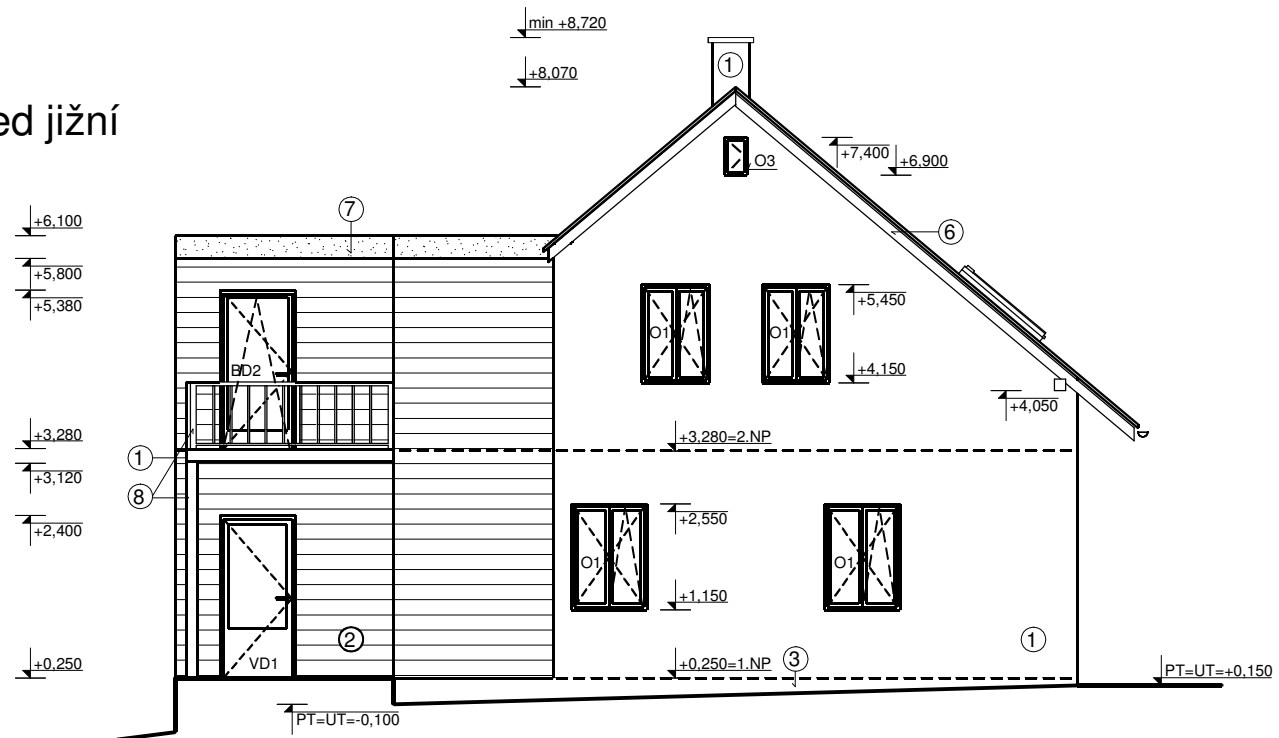 min +8,720
+8,070
ed jižní
1
+7,400
+6,900
O3
7
+6,100
6
+5,800
+5,380
+5,450
O1
O1
BD2
+4,150
+4,050
+3,280
+3,280=2.NP
1
+3,120
8
+2,400
+2,550
O1
O1
+1,150
2
1
+0,250
VD1
+0,250=1.NP
3
PT=UT=+0,150
PT=UT=-0,100